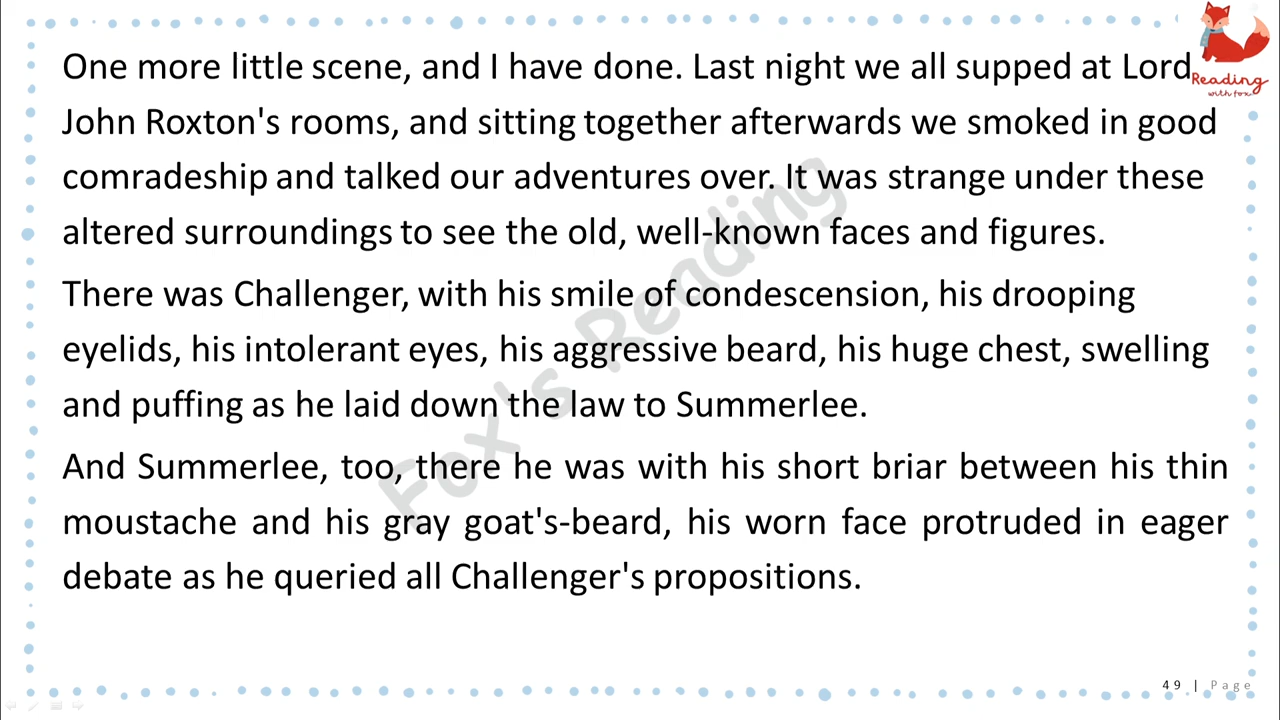 One more little scene, and I have done. Last night we all supped at Lord
Reading
with fox
John Roxton's rooms, and sitting together afterwards we smoked in good
comradeship and talked our adventures over. It was strange under these
altered surroundings to see the old, well-known faces and figures.
There was Challenger, with his smile of condescension, his drooping
eyelids, his intolerant eyes, his aggressive beard, his huge chest, swelling
and puffing as he laid down the law to Summerlee.
And Summerlee, too, there he was with his short briar between his thin
moustache and his gray goat's-beard, his worn face protruded in eager
debate as he queried all Challenger's propositions.
Fox's Reading
49 | Page